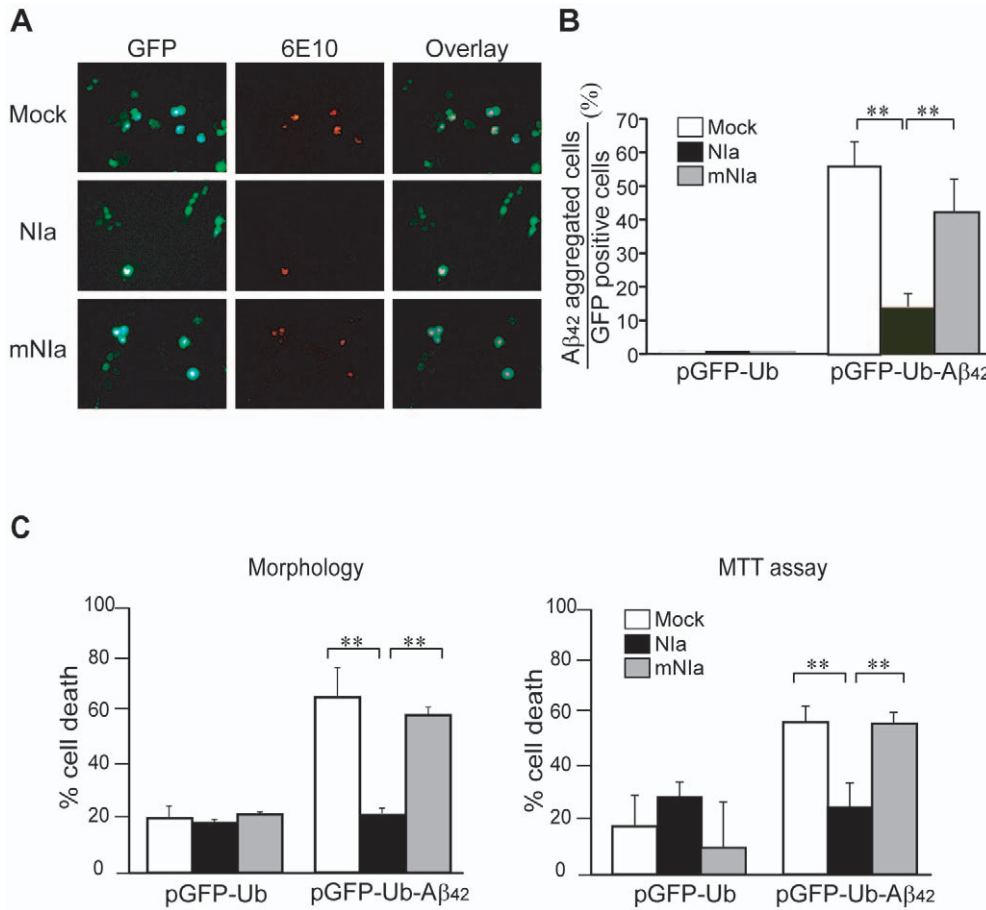 A
GFP 6E10 Overlay
Mock
NIa
mNIa
B
Aβ42 aggregated cells
GFP positive cells
(%)
70
60
50
40
30
20
10
0
Mock
NIa
mNIa
** **
pGFP-Ub pGFP-Ub-Aβ42
C
Morphology
% cell death
100
80
60
40
20
0
** **
pGFP-Ub pGFP-Ub-Aβ42
MTT assay
% cell death
100
80
60
40
20
0
Mock
NIa
mNIa
** **
pGFP-Ub pGFP-Ub-Aβ42